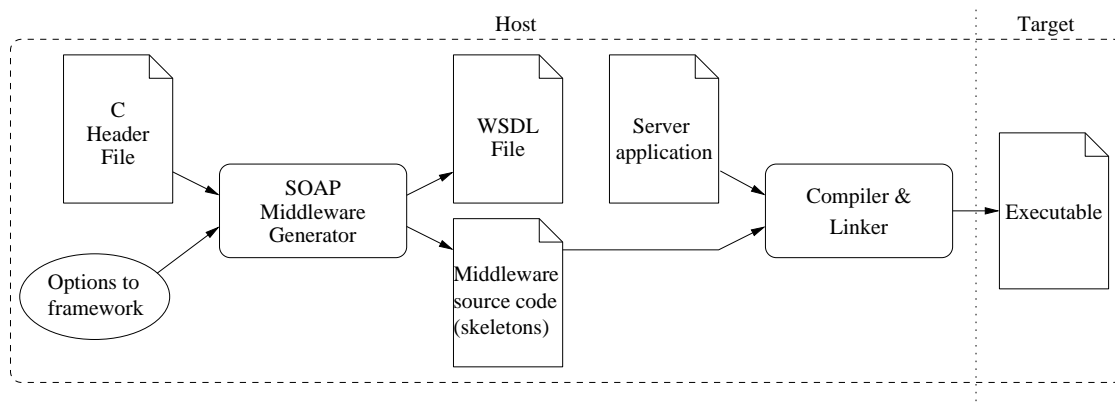 Host
Target
C
Header
File
Options to
framework
SOAP
Middleware
Generator
WSDL
File
Middleware
source code
(skeletons)
Server
application
Compiler &
Linker
Executable